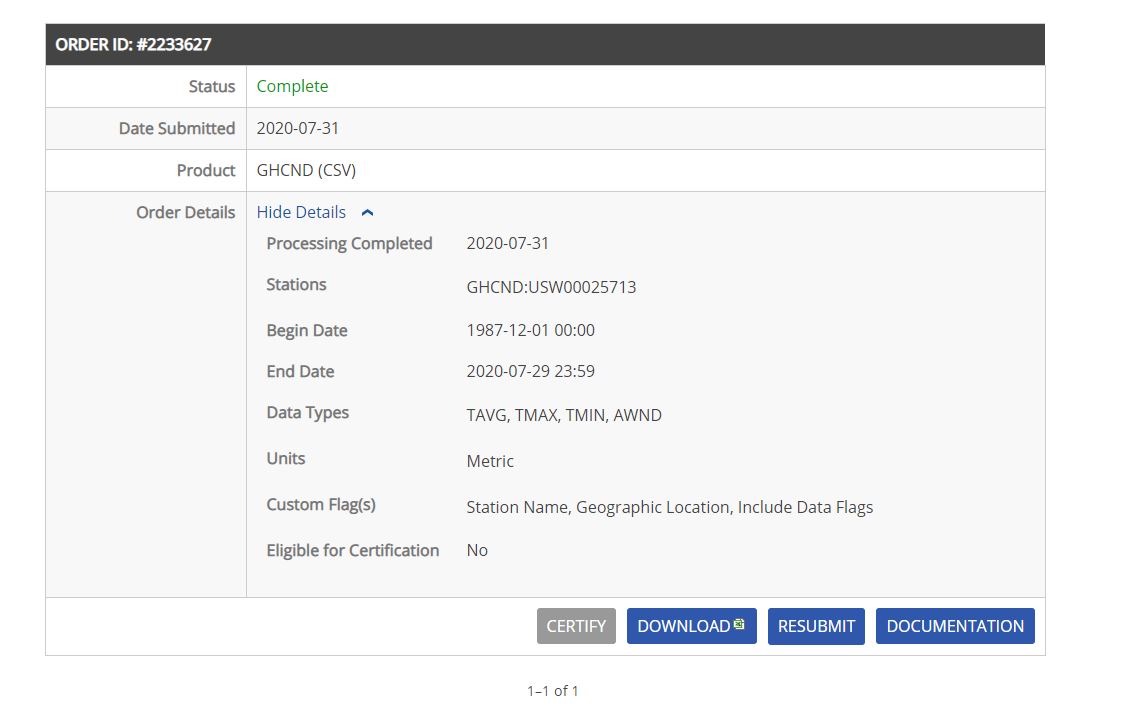 ORDER ID: #2233627
Status Complete
Date Submitted 2020-07-31
Product GHCND (CSV)
Order Details Hide Details
Processing Completed 2020-07-31
Stations GHCND:USW00025713
Begin Date 1987-12-01 00:00
End Date 2020-07-29 23:59
Data Types TAVG, TMAX, TMIN, AWND
Units Metric
Custom Flag(s) Station Name, Geographic Location, Include Data Flags
Eligible for Certification No
CERTIFY DOWNLOAD RESUBMIT DOCUMENTATION
1–1 of 1